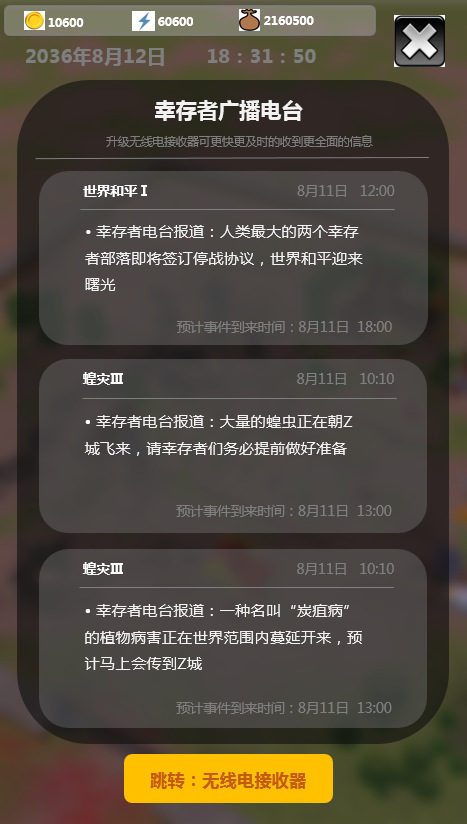 10600 60600 2160500
2036年8月12日 18：31：50
幸存者广播电台
升级无线电接收器可更快更及时的收到更全面的信息
世界和平Ⅰ 8月11日 12:00
• 幸存者电台报道：人类最大的两个幸存
者部落即将签订停战协议，世界和平迎来
曙光
预计事件到来时间：8月11日 18:00
蝗灾Ⅲ 8月11日 10:10
• 幸存者电台报道：大量的蝗虫正在朝Z
城飞来，请幸存者们务必提前做好准备
预计事件到来时间：8月11日 13:00
蝗灾Ⅲ 8月11日 10:10
• 幸存者电台报道：一种名叫“炭疽病”
的植物病害正在世界范围内蔓延开来，预
计马上会传到Z城
预计事件到来时间：8月11日 13:00
跳转：无线电接收器